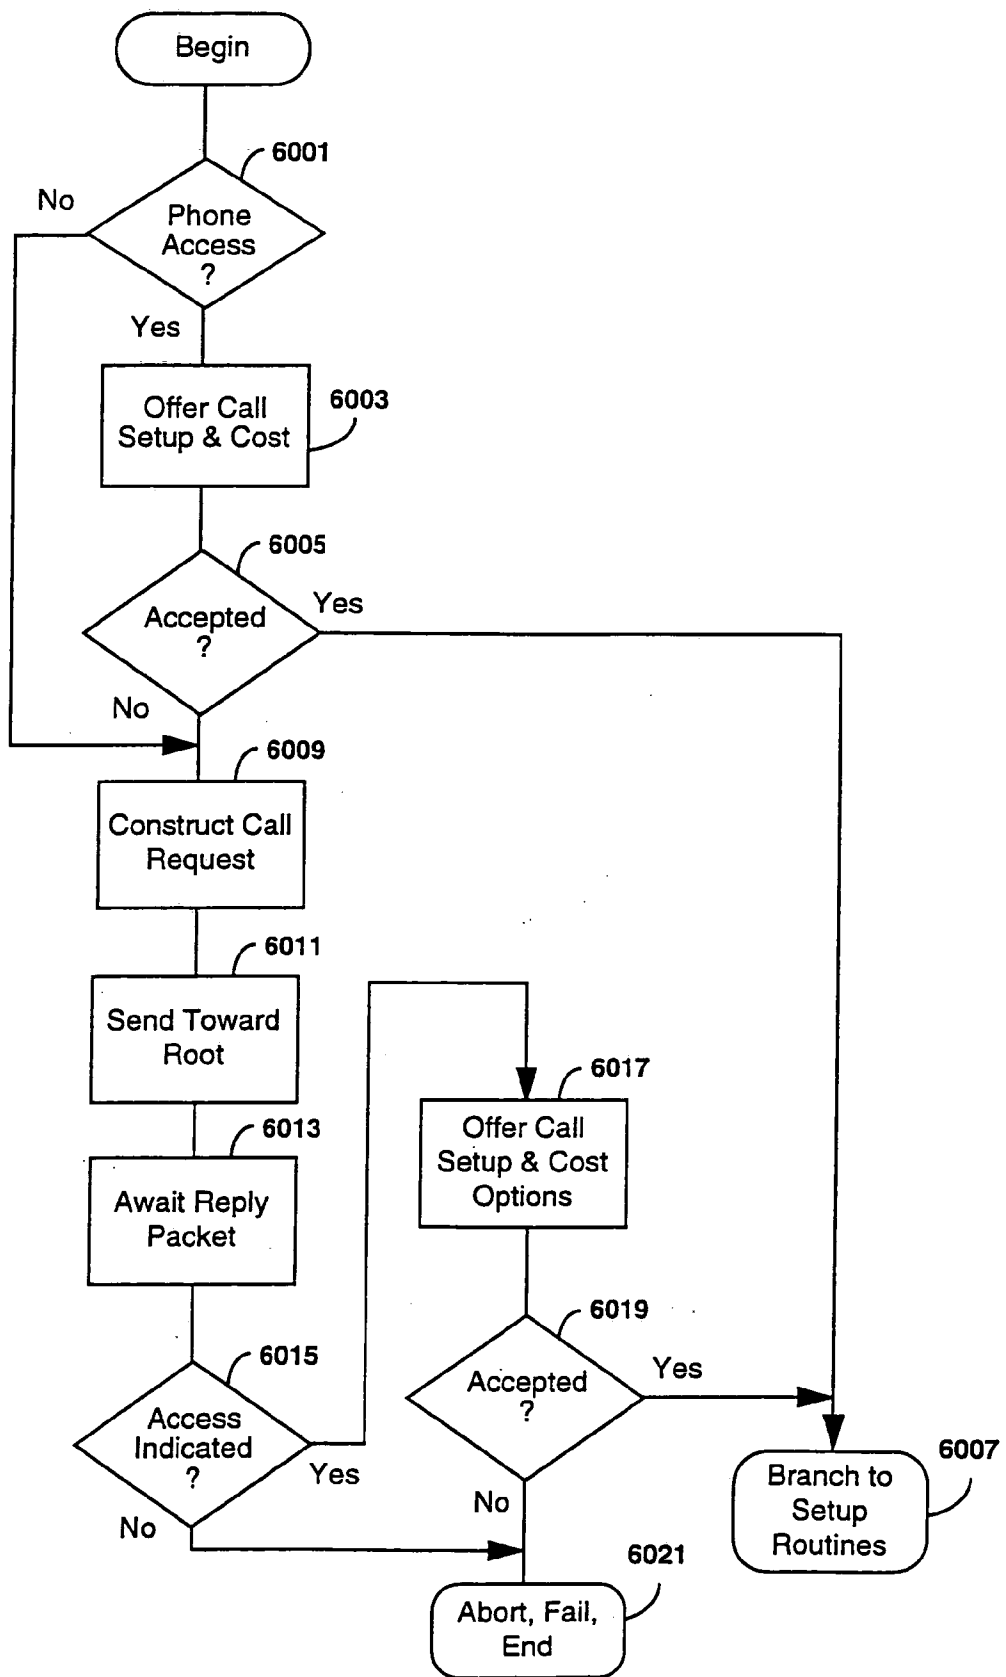 Begin
6001
No
Phone
Access
?
Yes
Offer Call
Setup & Cost
6003
6005
Accepted
?
Yes
No
6009
Construct Call
Request
6011
Send Toward
Root
6013
Await Reply
Packet
6015
Access
Indicated
?
Yes
No
6017
Offer Call
Setup & Cost
Options
6019
Accepted
?
Yes
No
6007
Branch to
Setup
Routines
6021
Abort, Fail,
End